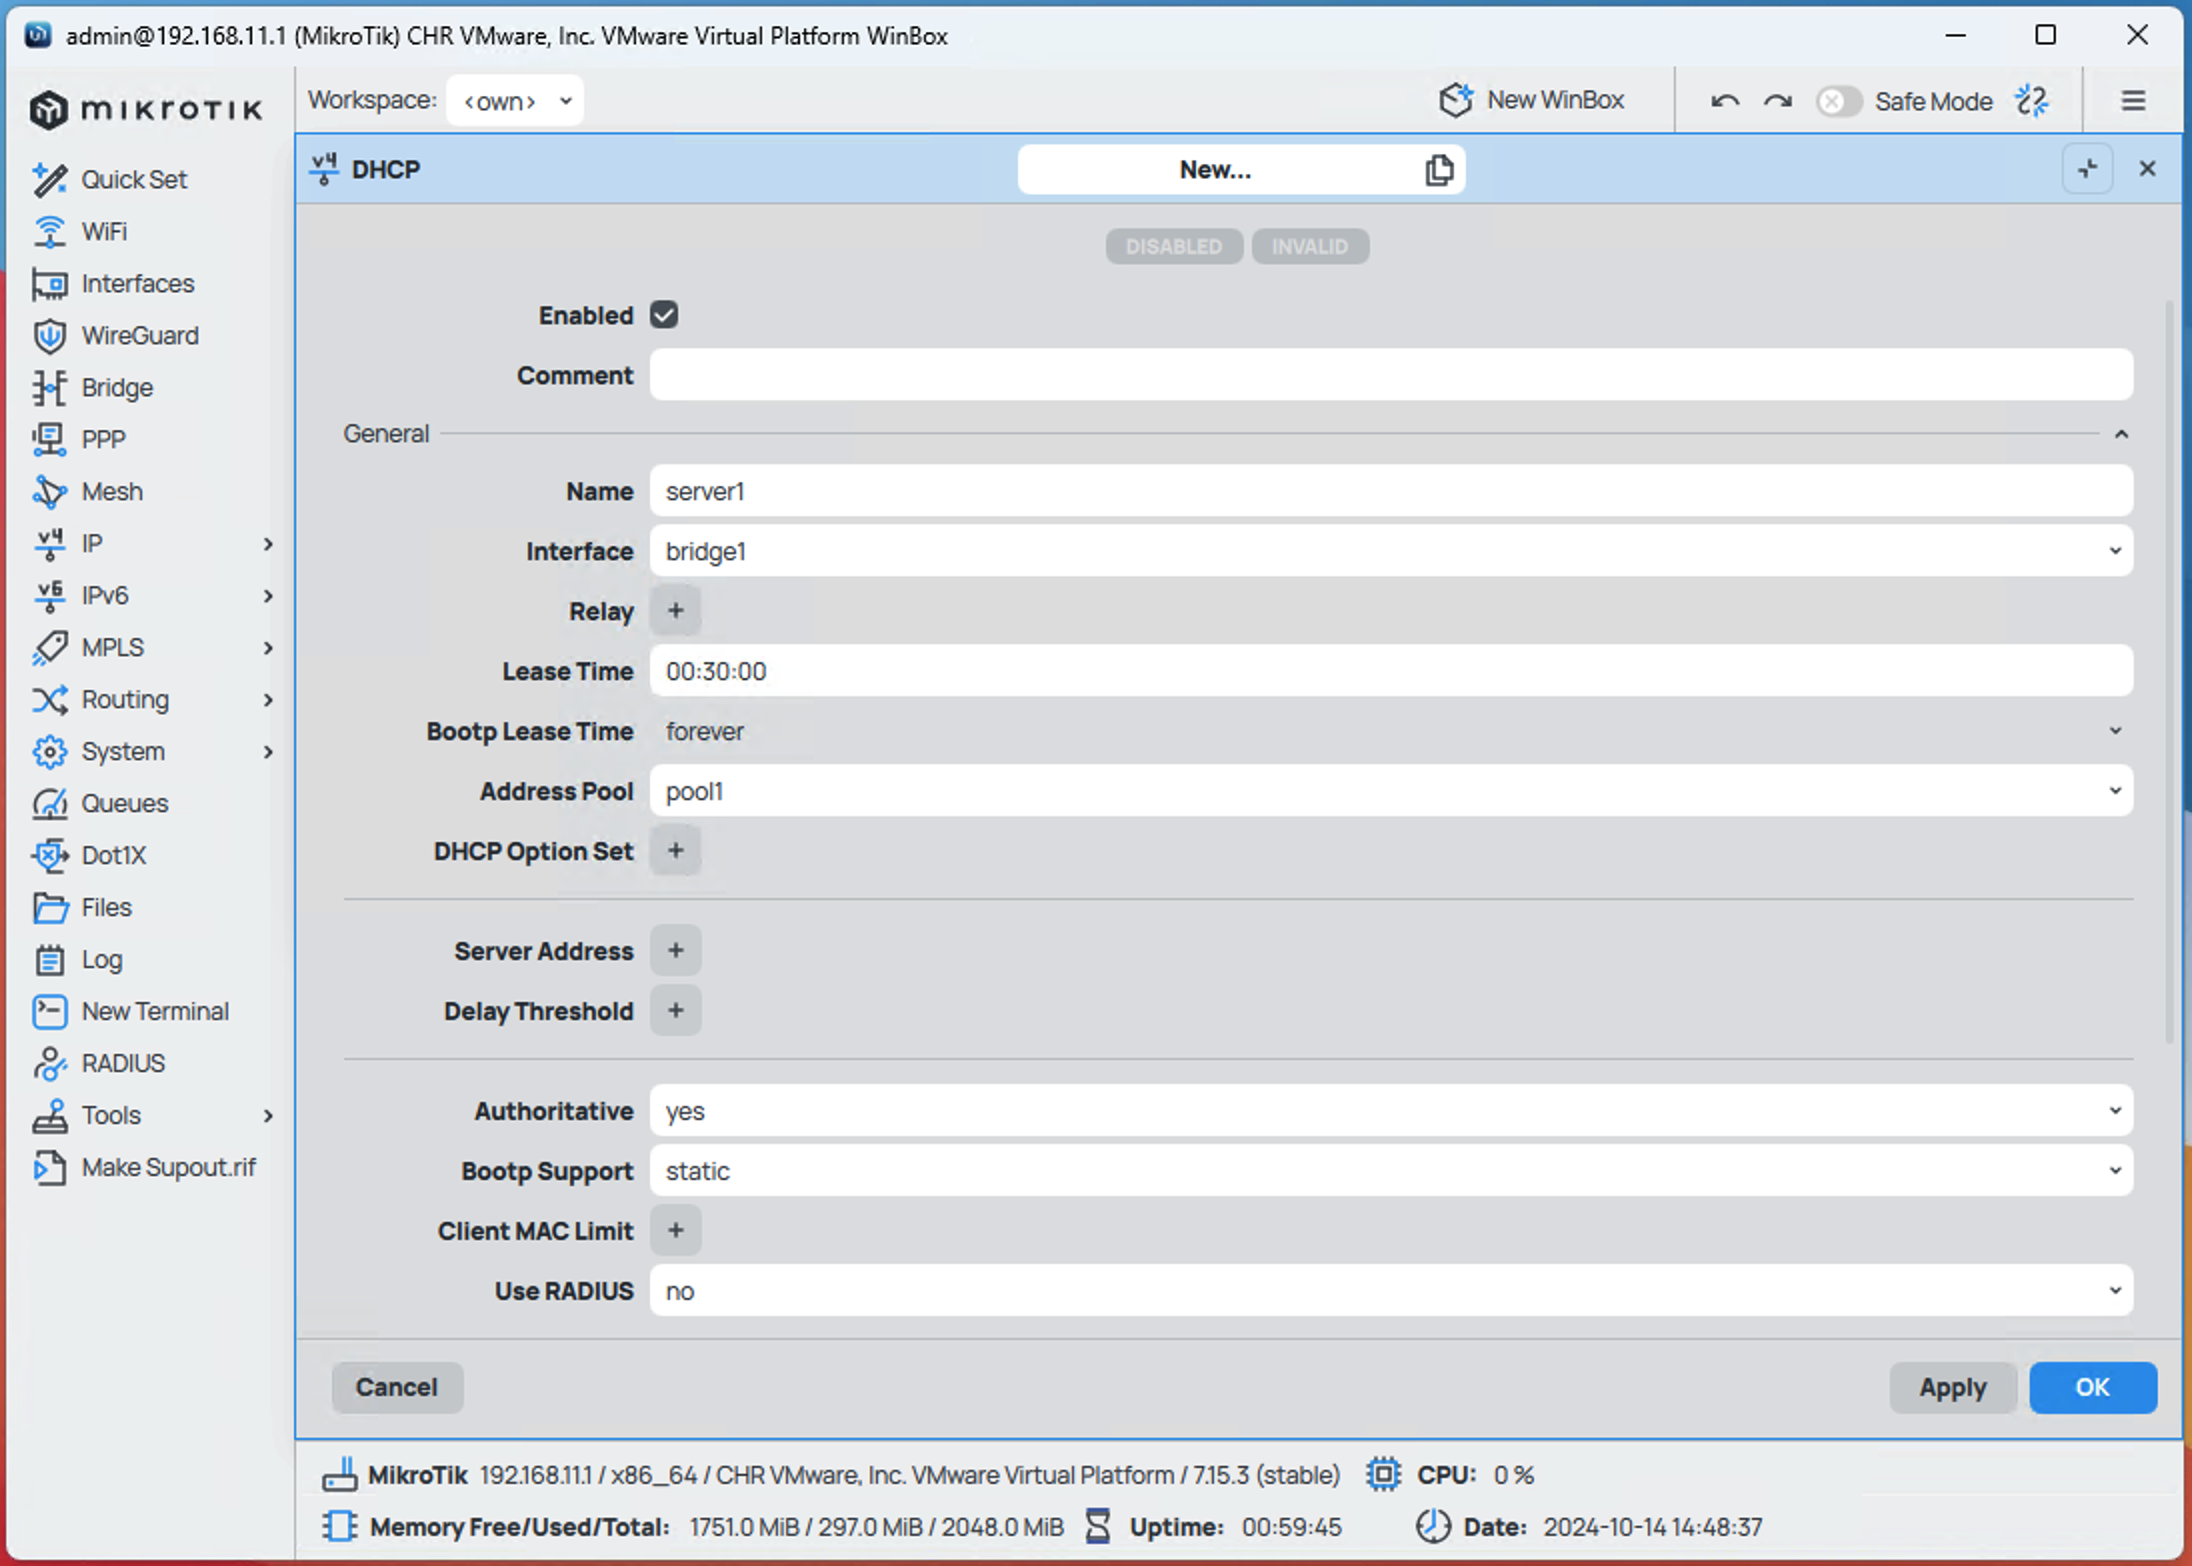 admin@192.168.11.1 (MikroTik) CHR VMware, Inc. VMware Virtual Platform WinBox
mikrotik
Workspace: <own> New WinBox Safe Mode
Quick Set
WiFi
Interfaces
WireGuard
Bridge
PPP
Mesh
v4 IP
v6 IPv6
MPLS
Routing
System
Queues
Dot1X
Files
Log
New Terminal
RADIUS
Tools
Make Supout.rif
v4 DHCP New...
DISABLED INVALID
Enabled
Comment
General
Name server1
Interface bridge1
Relay +
Lease Time 00:30:00
Bootp Lease Time forever
Address Pool pool1
DHCP Option Set +
Server Address +
Delay Threshold +
Authoritative yes
Bootp Support static
Client MAC Limit +
Use RADIUS no
Cancel Apply OK
MikroTik 192.168.11.1 / x86_64 / CHR VMware, Inc. VMware Virtual Platform / 7.15.3 (stable) CPU: 0 %
Memory Free/Used/Total: 1751.0 MiB / 297.0 MiB / 2048.0 MiB Uptime: 00:59:45 Date: 2024-10-14 14:48:37